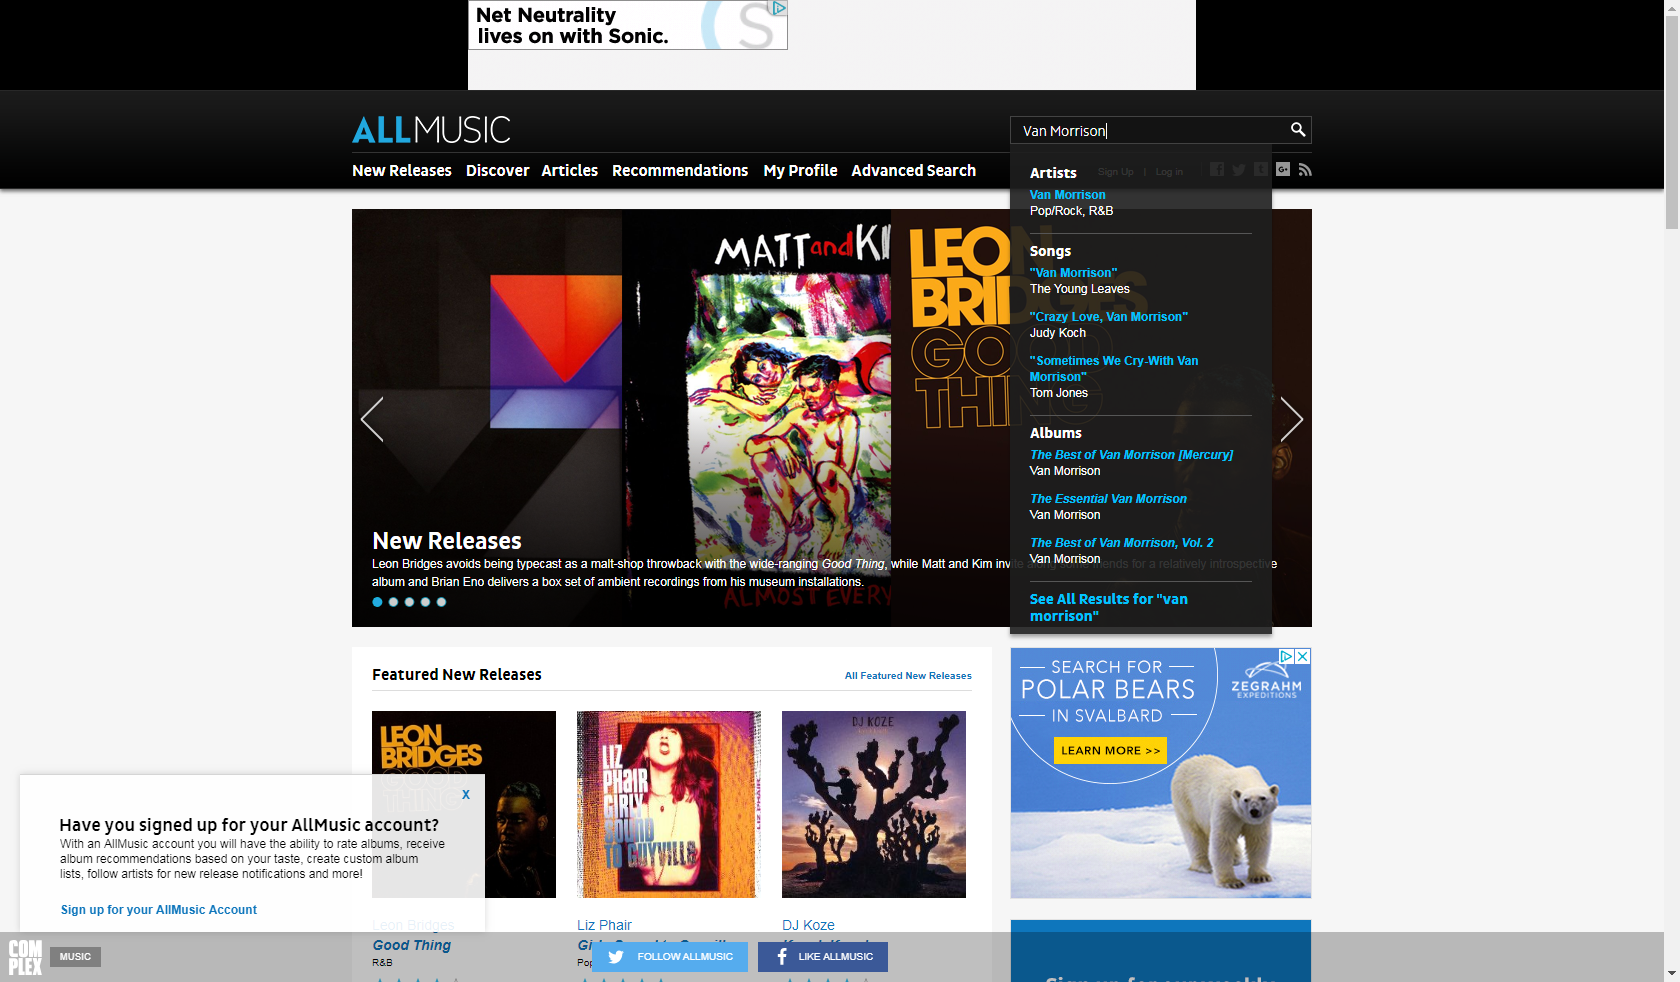 Net Neutrality
lives on with Sonic.
S
ALLMUSIC
Van Morrison
New Releases Discover Articles Recommendations My Profile Advanced Search
Sign Up | Log in
Artists
Van Morrison
Pop/Rock, R&B
Songs
"Van Morrison"
The Young Leaves
"Crazy Love, Van Morrison"
Judy Koch
"Sometimes We Cry-With Van
Morrison"
Tom Jones
Albums
The Best of Van Morrison [Mercury]
Van Morrison
The Essential Van Morrison
Van Morrison
The Best of Van Morrison, Vol. 2
Van Morrison
See All Results for "van
morrison"
MATT and KI
ALMOST EVERY
LEON
BRIDGES
GOOD
THI
New Releases
Leon Bridges avoids being typecast as a malt-shop throwback with the wide-ranging Good Thing, while Matt and Kim invite along some friends for a relatively introspective
album and Brian Eno delivers a box set of ambient recordings from his museum installations.
Featured New Releases
All Featured New Releases
LEON
BRIDGES
GOOD
THING
LIZ
PHAIR
GIRLY
SOUND
TO GUYVILLE
LIZ PHAIR
DJ KOZE
Leon Bridges
Good Thing
R&B
Liz Phair
Pop
DJ Koze
SEARCH FOR
POLAR BEARS
IN SVALBARD
LEARN MORE >>
ZEGRAHM
EXPEDITIONS
X
Have you signed up for your AllMusic account?
With an AllMusic account you will have the ability to rate albums, receive
album recommendations based on your taste, create custom album
lists, follow artists for new release notifications and more!
Sign up for your AllMusic Account
COM
PLEX
MUSIC
FOLLOW ALLMUSIC
LIKE ALLMUSIC